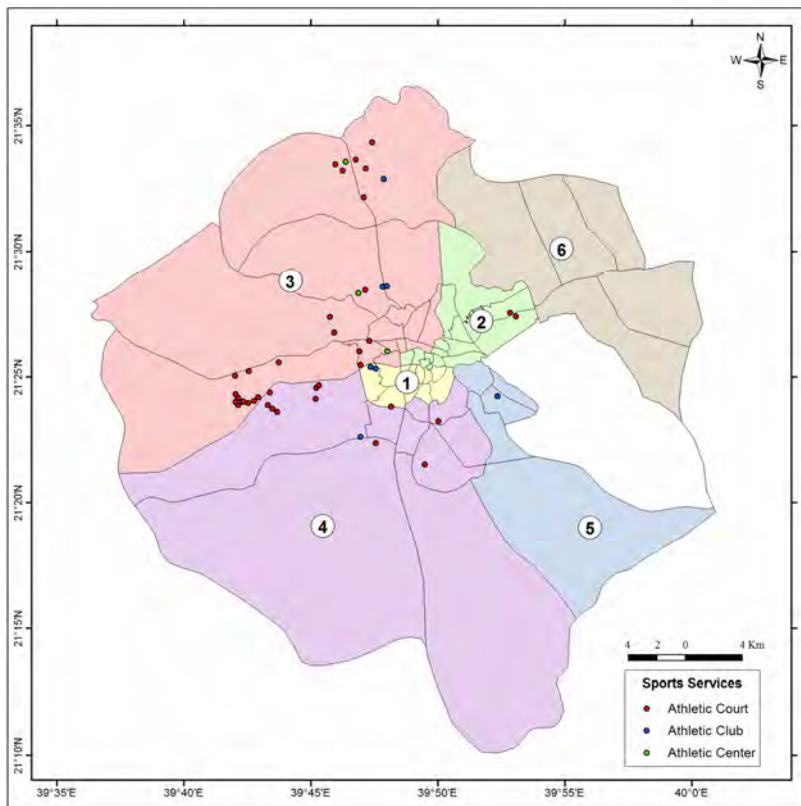 N
W E
S
21°35'N
21°30'N
21°25'N
21°20'N
21°15'N
21°10'N
6
3
2
1
4
5
4 2 0 4 Km
Sports Services
Athletic Court
Athletic Club
Athletic Center
39°35'E 39°40'E 39°45'E 39°50'E 39°55'E 40°0'E